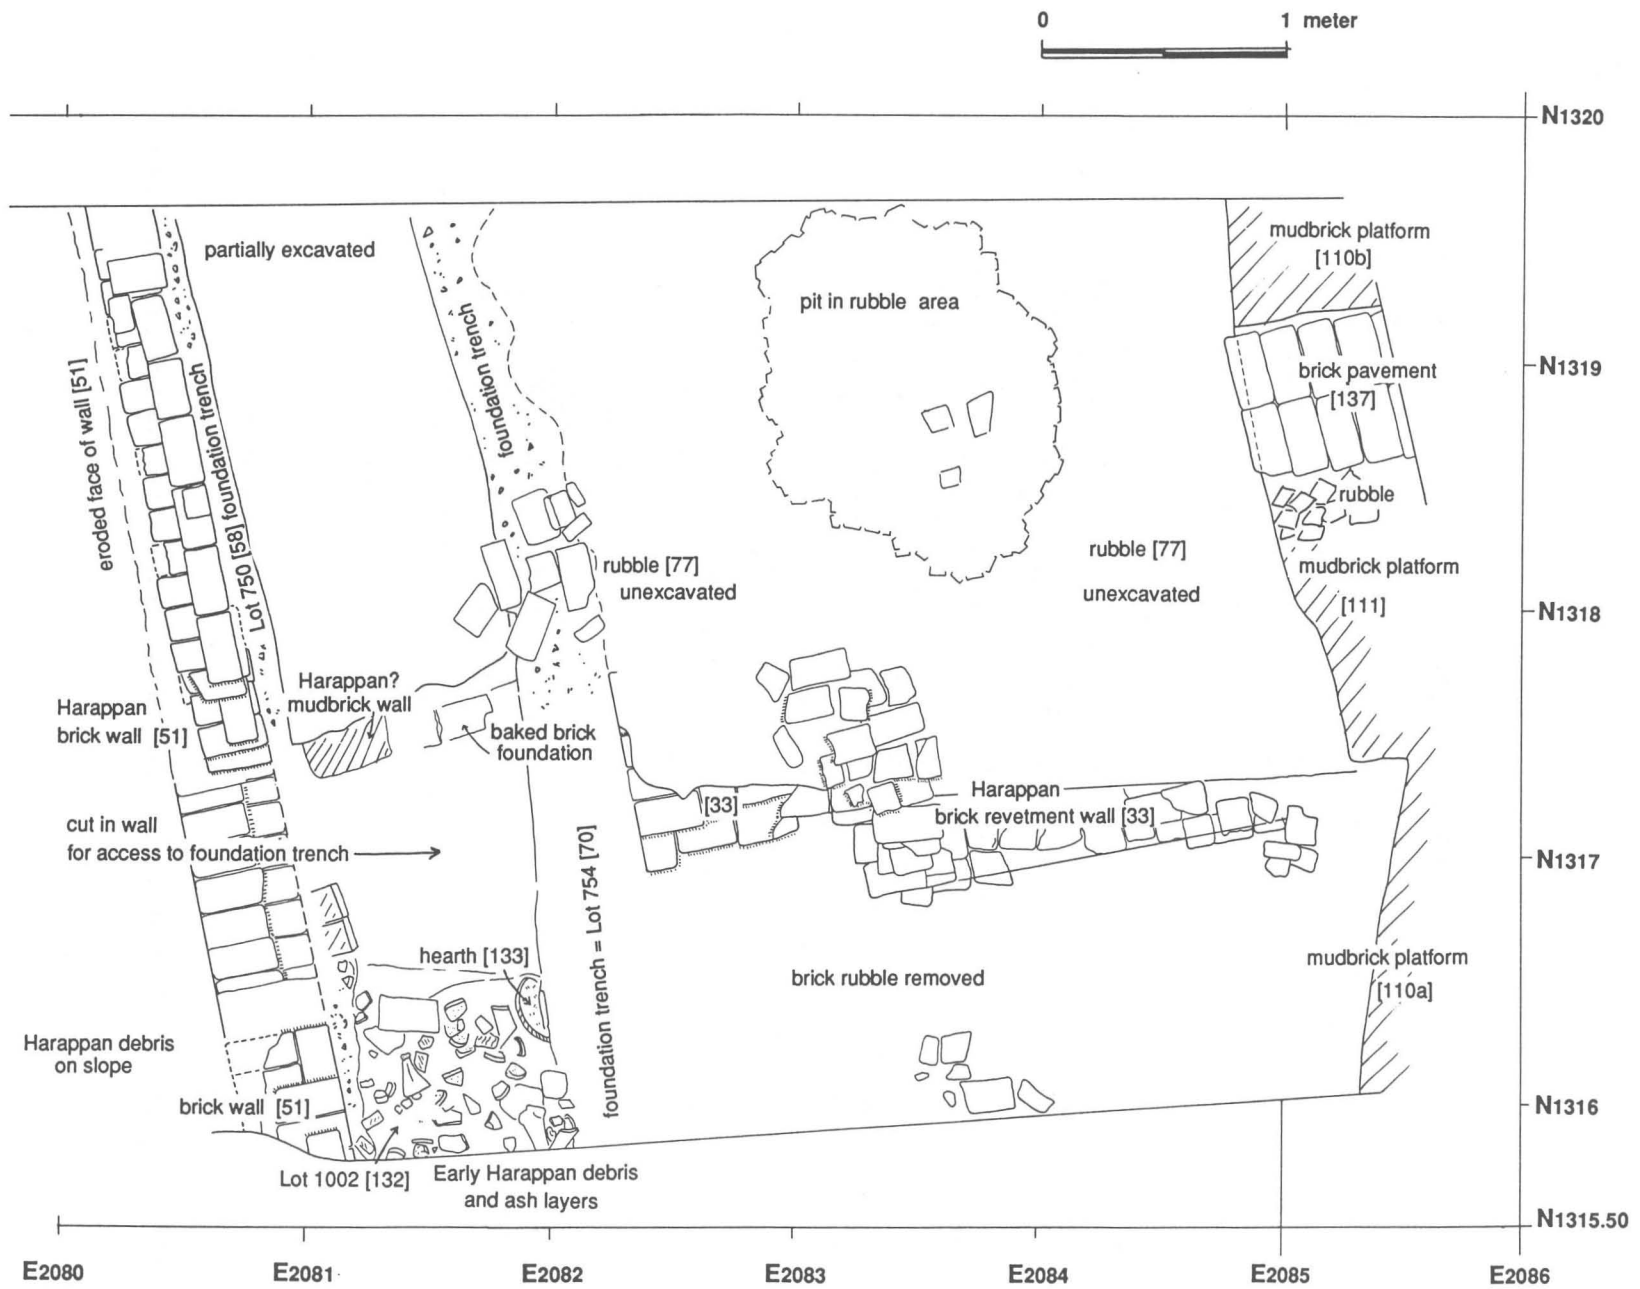 0 1 meter
N1320
partially excavated
mudbrick platform
[110b]
pit in rubble area
foundation trench
eroded face of wall [51]
Lot 750 [58] foundation trench
N1319
brick pavement
[137]
rubble
rubble [77]
unexcavated
rubble [77]
unexcavated
mudbrick platform
[111]
N1318
Harappan?
mudbrick wall
Harappan
brick wall [51]
baked brick
foundation
[33]
Harappan
brick revetment wall [33]
cut in wall
for access to foundation trench
N1317
foundation trench = Lot 754 [70]
hearth [133]
brick rubble removed
mudbrick platform
[110a]
Harappan debris
on slope
brick wall [51]
N1316
Lot 1002 [132]
Early Harappan debris
and ash layers
N1315.50
E2080 E2081 E2082 E2083 E2084 E2085 E2086